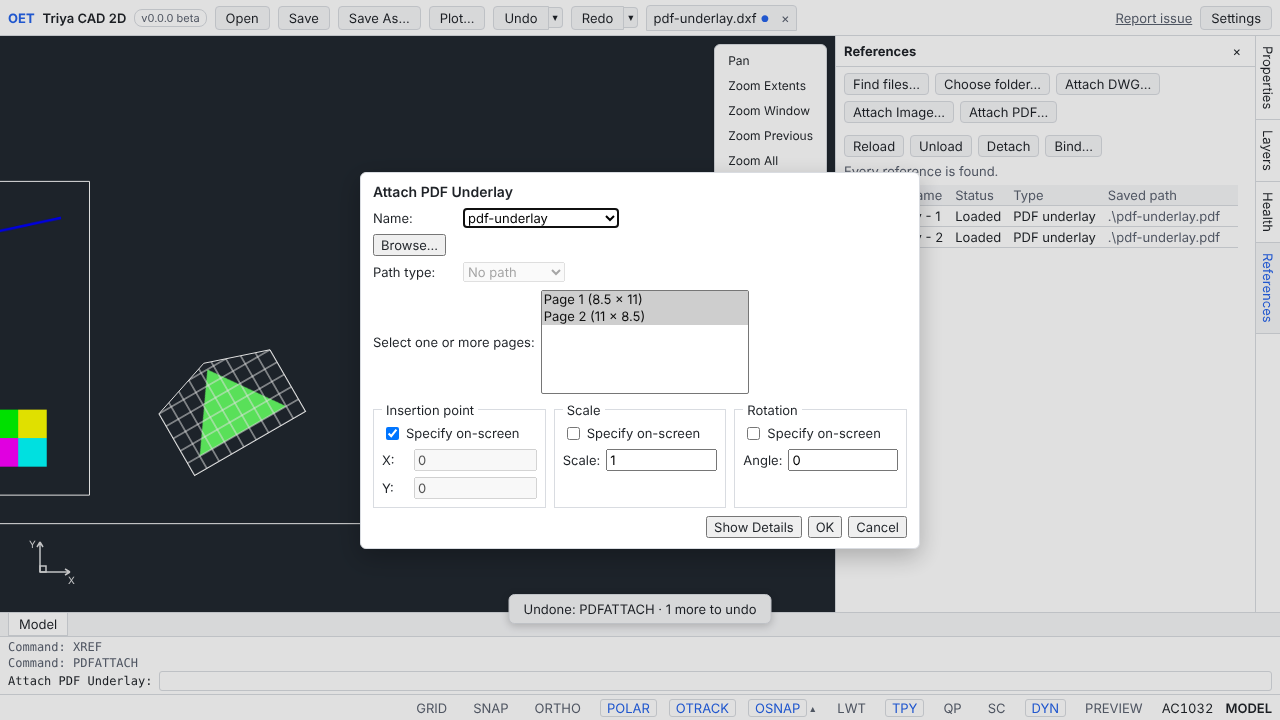 OET Triya CAD 2D v0.0.0 beta Open Save Save As... Plot... Undo ▾ Redo ▾ pdf-underlay.dxf ● × Report issue Settings
Pan
Zoom Extents
Zoom Window
Zoom Previous
Zoom All
References ×
Find files... Choose folder... Attach DWG...
Attach Image... Attach PDF...
Reload Unload Detach Bind...
Every reference is found.
Status Type Saved path
- 1 Loaded PDF underlay .\pdf-underlay.pdf
- 2 Loaded PDF underlay .\pdf-underlay.pdf
Properties
Layers
Health
References
Attach PDF Underlay
Name: pdf-underlay
Browse...
Path type: No path
Select one or more pages:
Page 1 (8.5 × 11)
Page 2 (11 × 8.5)
Insertion point
Specify on-screen
X: 0
Y: 0
Scale
Specify on-screen
Scale: 1
Rotation
Specify on-screen
Angle: 0
Show Details OK Cancel
Y
X
Undone: PDFATTACH · 1 more to undo
Model
Command: XREF
Command: PDFATTACH
Attach PDF Underlay:
GRID SNAP ORTHO POLAR OTRACK OSNAP ▴ LWT TPY QP SC DYN PREVIEW AC1032 MODEL